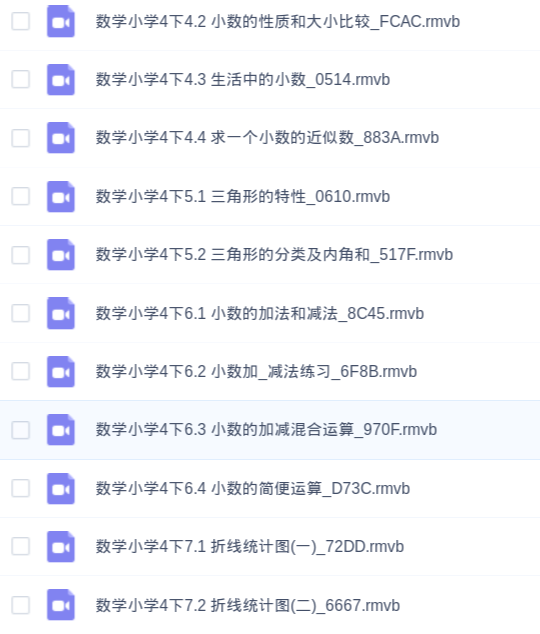 数学小学4下4.2 小数的性质和大小比较_FCAC.rmvb
数学小学4下4.3 生活中的小数_0514.rmvb
数学小学4下4.4 求一个小数的近似数_883A.rmvb
数学小学4下5.1 三角形的特性_0610.rmvb
数学小学4下5.2 三角形的分类及内角和_517F.rmvb
数学小学4下6.1 小数的加法和减法_8C45.rmvb
数学小学4下6.2 小数加_减法练习_6F8B.rmvb
数学小学4下6.3 小数的加减混合运算_970F.rmvb
数学小学4下6.4 小数的简便运算_D73C.rmvb
数学小学4下7.1 折线统计图(一)_72DD.rmvb
数学小学4下7.2 折线统计图(二)_6667.rmvb